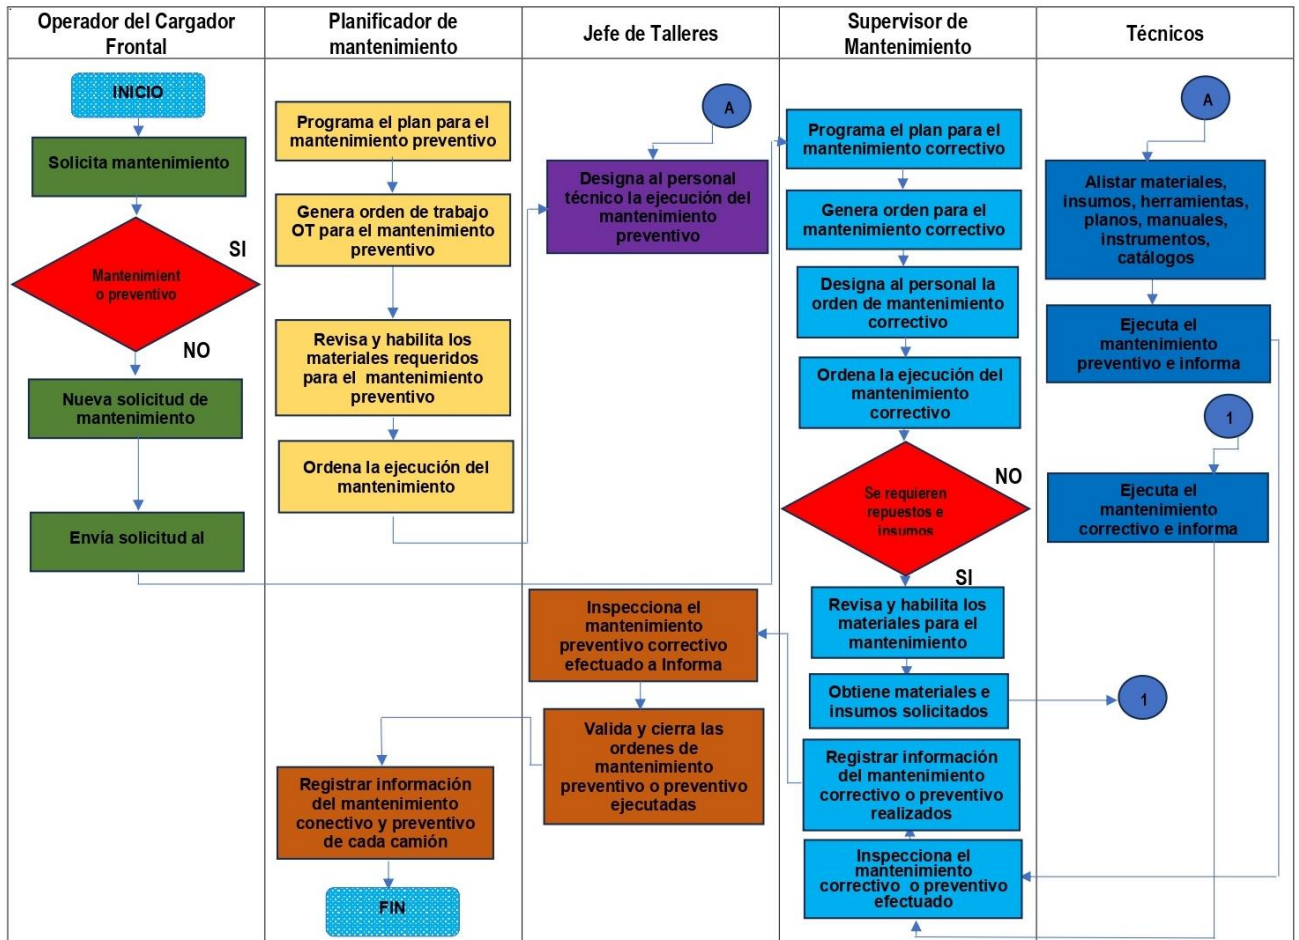 Operador del Cargador
Frontal
Planificador de
mantenimiento
Jefe de Talleres
Supervisor de
Mantenimiento
Técnicos
INICIO
Solicita mantenimiento
SI
Mantenimient
o preventivo
NO
Nueva solicitud de
mantenimiento
Envía solicitud al
Programa el plan para el
mantenimiento preventivo
Genera orden de trabajo
OT para el mantenimiento
preventivo
Revisa y habilita los
materiales requeridos
para el mantenimiento
preventivo
Ordena la ejecución del
mantenimiento
Registrar información
del mantenimiento
conectivo y preventivo
de cada camión
FIN
A
Designa al personal
técnico la ejecución del
mantenimiento
preventivo
Inspecciona el
mantenimiento
preventivo correctivo
efectuado a Informa
Valida y cierra las
ordenes de
mantenimiento
preventivo o preventivo
ejecutadas
Programa el plan para el
mantenimiento correctivo
Genera orden para el
mantenimiento correctivo
Designa al personal la
orden de mantenimiento
correctivo
Ordena la ejecución del
mantenimiento
correctivo
NO
Se requieren
repuestos e
insumos
SI
Revisa y habilita los
materiales para el
mantenimiento
Obtiene materiales e
insumos solicitados
Registrar información
del mantenimiento
correctivo o preventivo
realizados
Inspecciona el
mantenimiento
correctivo o preventivo
efectuado
A
Alistar materiales,
insumos, herramientas,
planos, manuales,
instrumentos,
catálogos
Ejecuta el
mantenimiento
preventivo e informa
1
Ejecuta el
mantenimiento
correctivo e informa
1